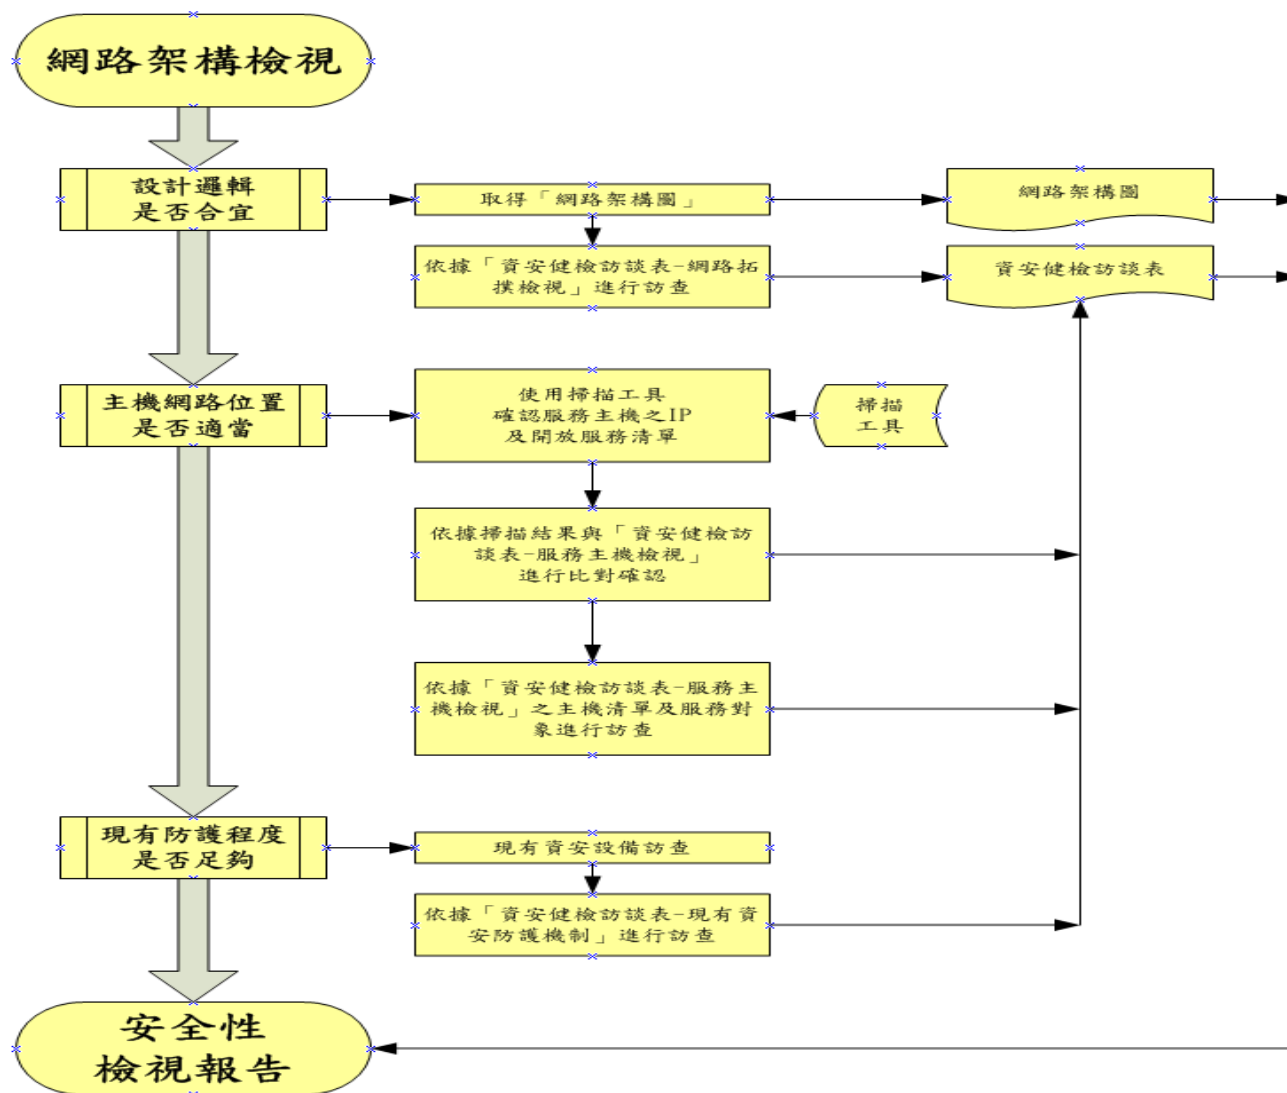 網路架構檢視
設計邏輯
是否合宜
取得「網路架構圖」
網路架構圖
依據「資安健檢訪談表-網路拓
撲檢視」進行訪查
資安健檢訪談表
主機網路位置
是否適當
使用掃描工具
確認服務主機之IP
及開放服務清單
掃描
工具
依據掃描結果與「資安健檢訪
談表-服務主機檢視」
進行比對確認
依據「資安健檢訪談表-服務主
機檢視」之主機清單及服務對
象進行訪查
現有防護程度
是否足夠
現有資安設備訪查
依據「資安健檢訪談表-現有資
安防護機制」進行訪查
安全性
檢視報告